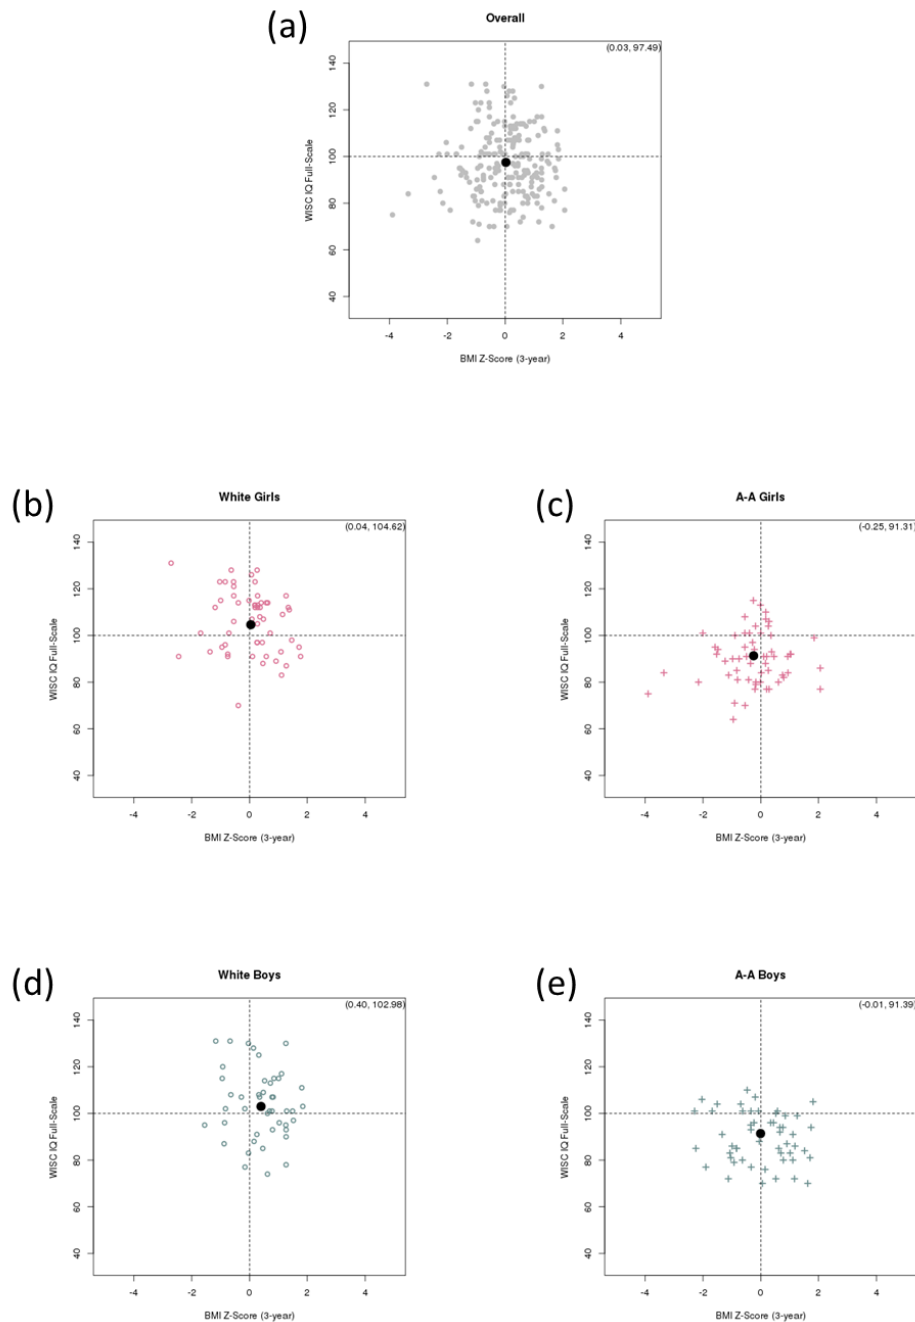 (a)
Overall
(0.03, 97.49)
140
120
100
80
60
40
WISC IQ Full-Scale
-4 -2 0 2 4
BMI Z-Score (3-year)
(b)
White Girls
(0.04, 104.62)
140
120
100
80
60
40
WISC IQ Full-Scale
-4 -2 0 2 4
BMI Z-Score (3-year)
(c)
A-A Girls
(-0.25, 91.31)
140
120
100
80
60
40
WISC IQ Full-Scale
-4 -2 0 2 4
BMI Z-Score (3-year)
(d)
White Boys
(0.40, 102.98)
140
120
100
80
60
40
WISC IQ Full-Scale
-4 -2 0 2 4
BMI Z-Score (3-year)
(e)
A-A Boys
(-0.01, 91.39)
140
120
100
80
60
40
WISC IQ Full-Scale
-4 -2 0 2 4
BMI Z-Score (3-year)